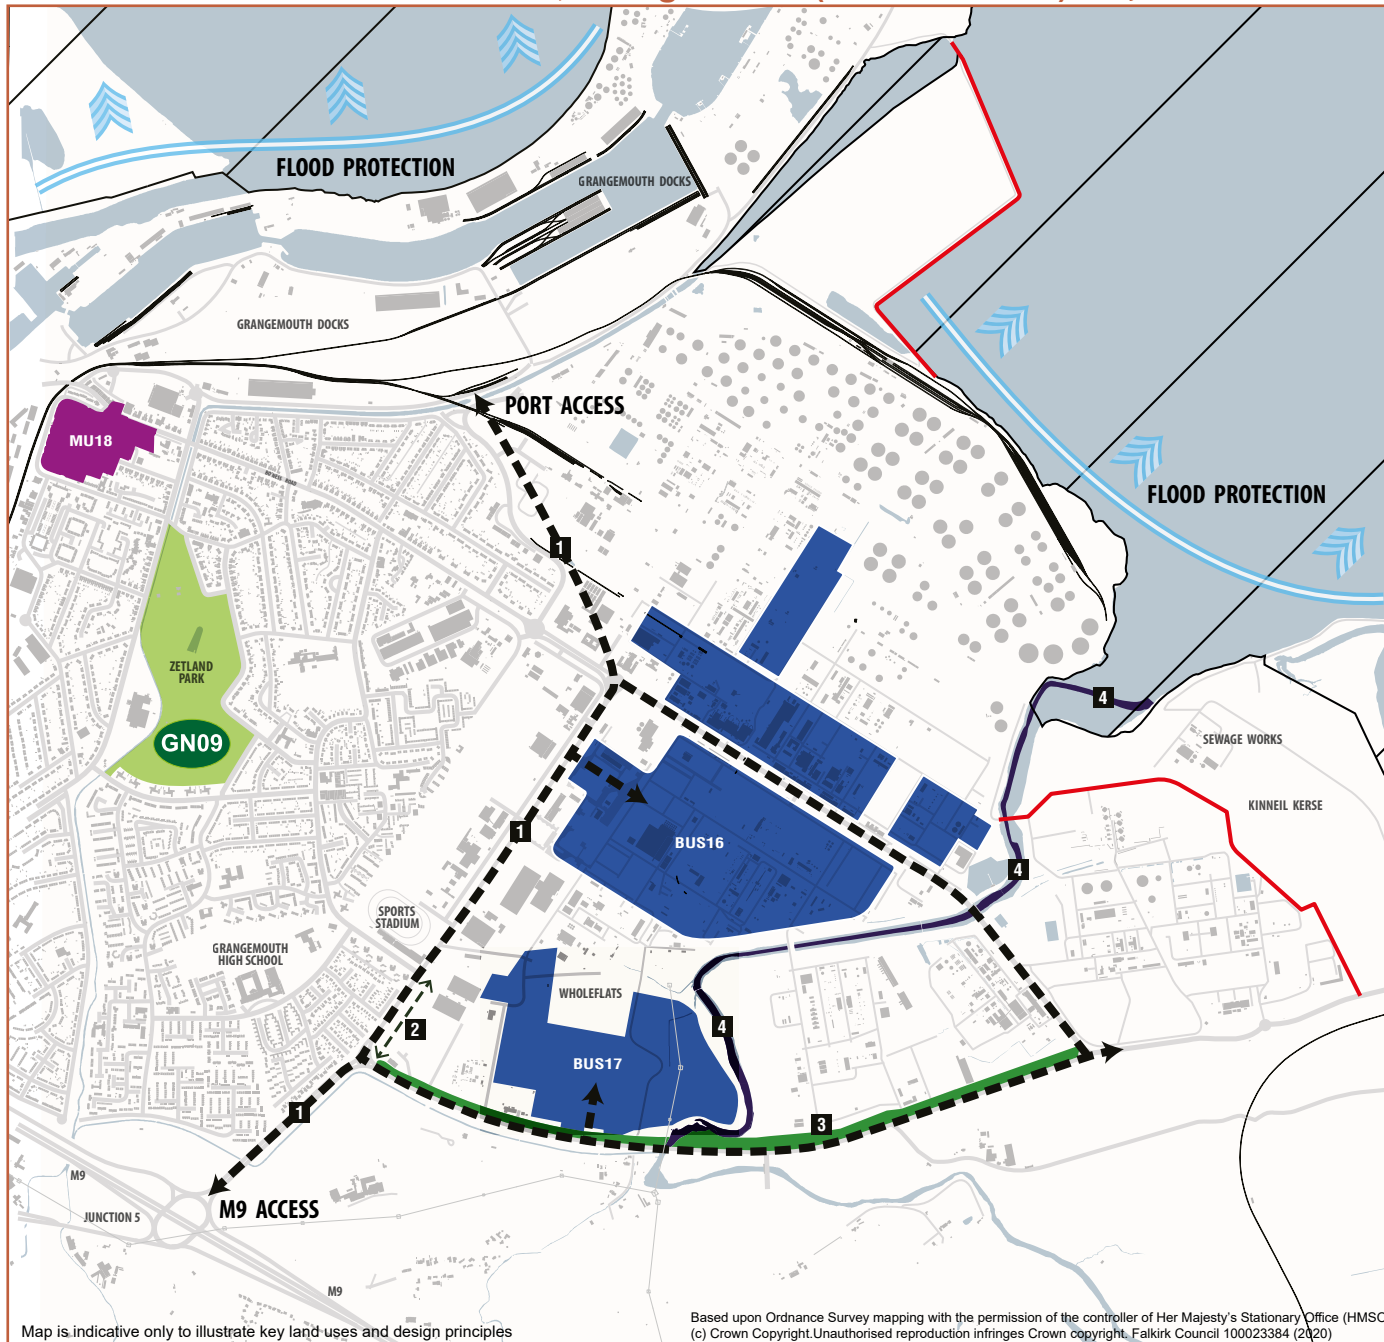 FLOOD PROTECTION
GRANGEMOUTH DOCKS
GRANGEMOUTH DOCKS
PORT ACCESS
MU18
FLOOD PROTECTION
1
ZETLAND
PARK
GN09
4
SEWAGE WORKS
KINNEIL KERSE
1
BUS16
4
SPORTS
STADIUM
GRANGEMOUTH
HIGH SCHOOL
WHOLEFLATS
2
4
BUS17
1
3
M9
M9 ACCESS
JUNCTION 5
M9
Map is indicative only to illustrate key land uses and design principles
Based upon Ordnance Survey mapping with the permission of the controller of Her Majesty's Stationary Office (HMSO
(c) Crown Copyright.Unauthorised reproduction infringes Crown copyright. Falkirk Council 100023384 (2020)